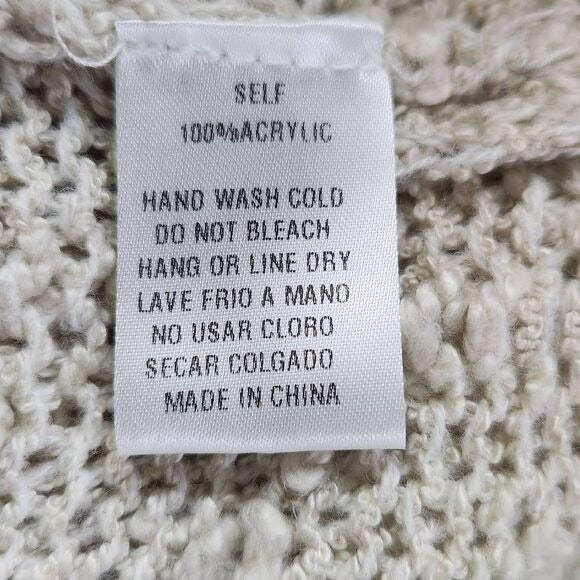 SELF
100%ACRYLIC
HAND WASH COLD
DO NOT BLEACH
HANG OR LINE DRY
LAVE FRIO A MANO
NO USAR CLORO
SECAR COLGADO
MADE IN CHINA